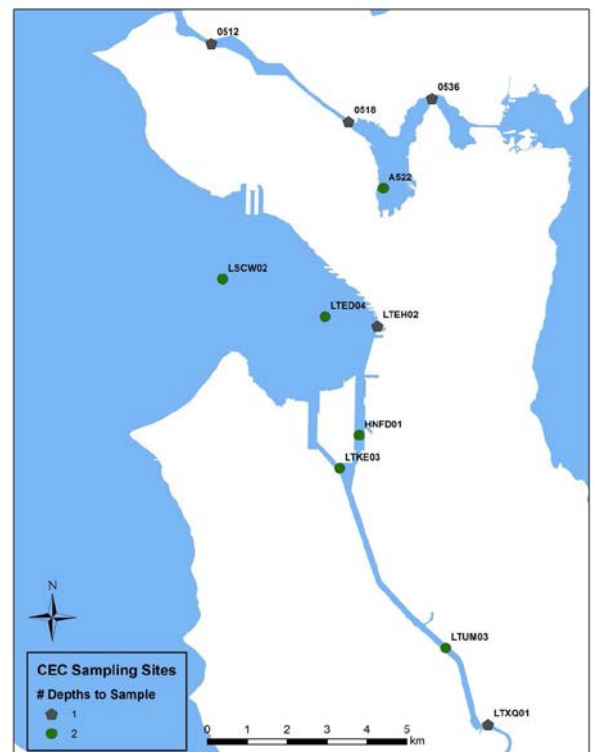 0512
0536
0518
A522
LSCW02
LTED04
LTEH02
HNFD01
LTKE03
N
LTUM03
CEC Sampling Sites
# Depths to Sample
1
2
LTXQ01
0 1 2 3 4 5
km